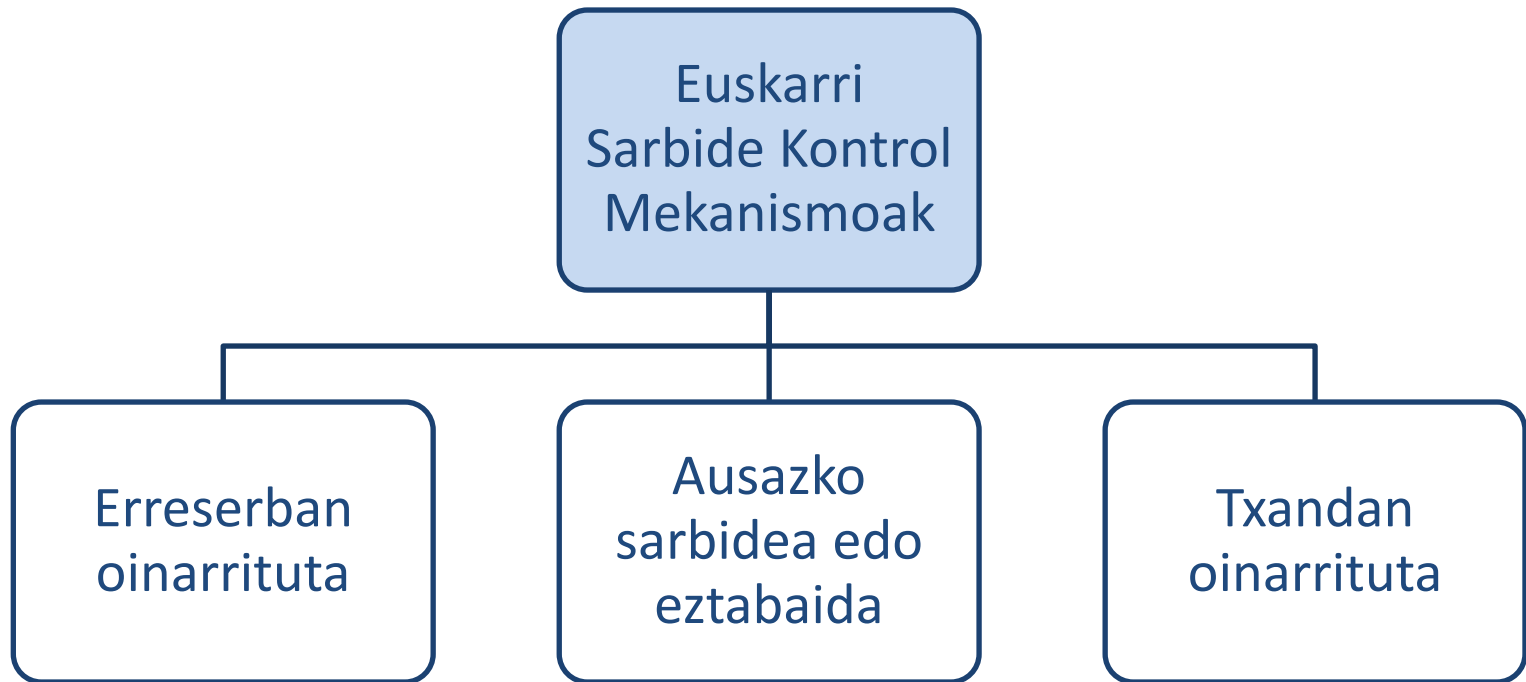 Euskarri
Sarbide Kontrol
Mekanismoak
Erreserban
oinarrituta
Ausazko
sarbidea edo
eztabaida
Txandan
oinarrituta